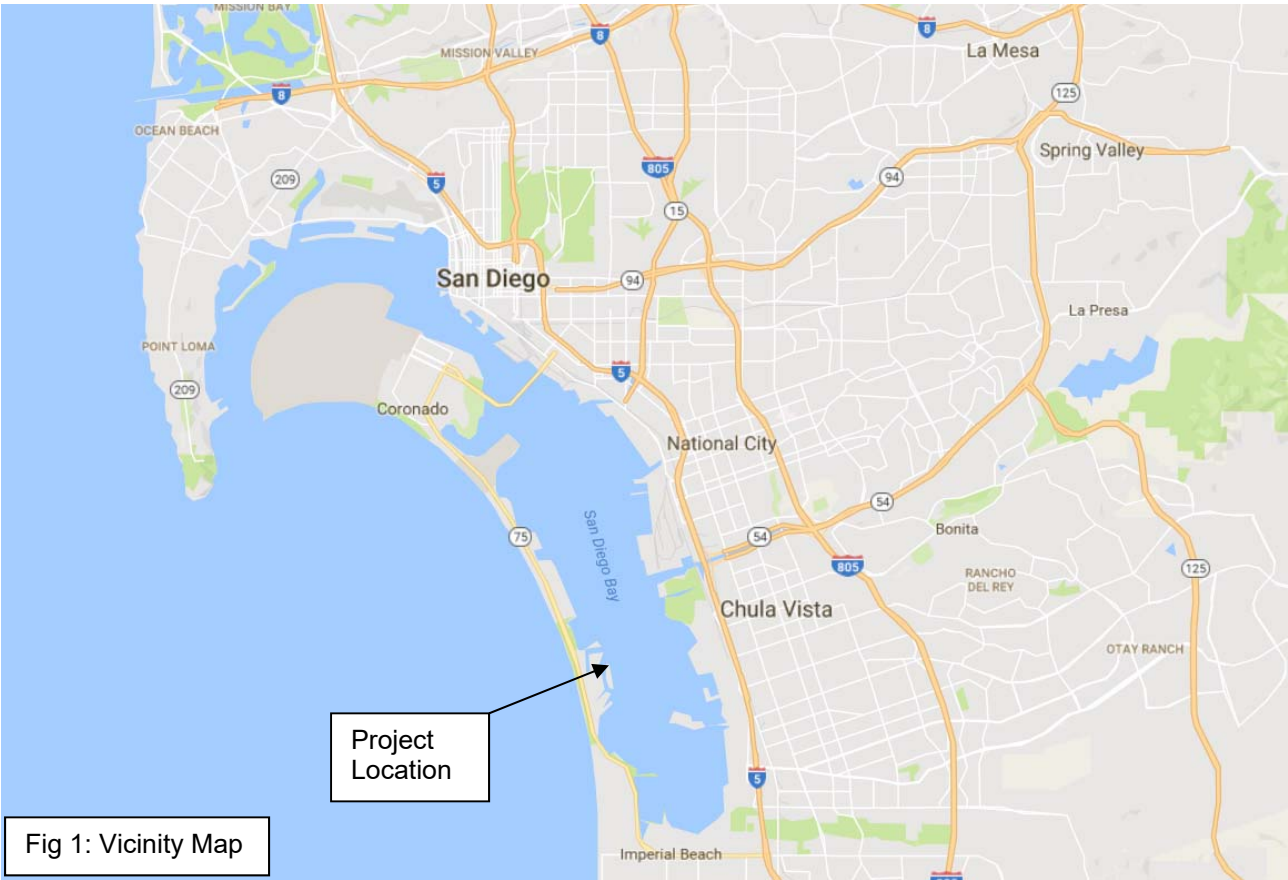 MISSION BAY
8
8
La Mesa
MISSION VALLEY
125
8
OCEAN BEACH
Spring Valley
805
209
5
94
15
San Diego
94
La Presa
POINT LOMA
5
209
Coronado
National City
54
San Diego Bay
75
54
Bonita
805
125
RANCHO
DEL REY
Chula Vista
OTAY RANCH
Project
Location
5
Fig 1: Vicinity Map
Imperial Beach